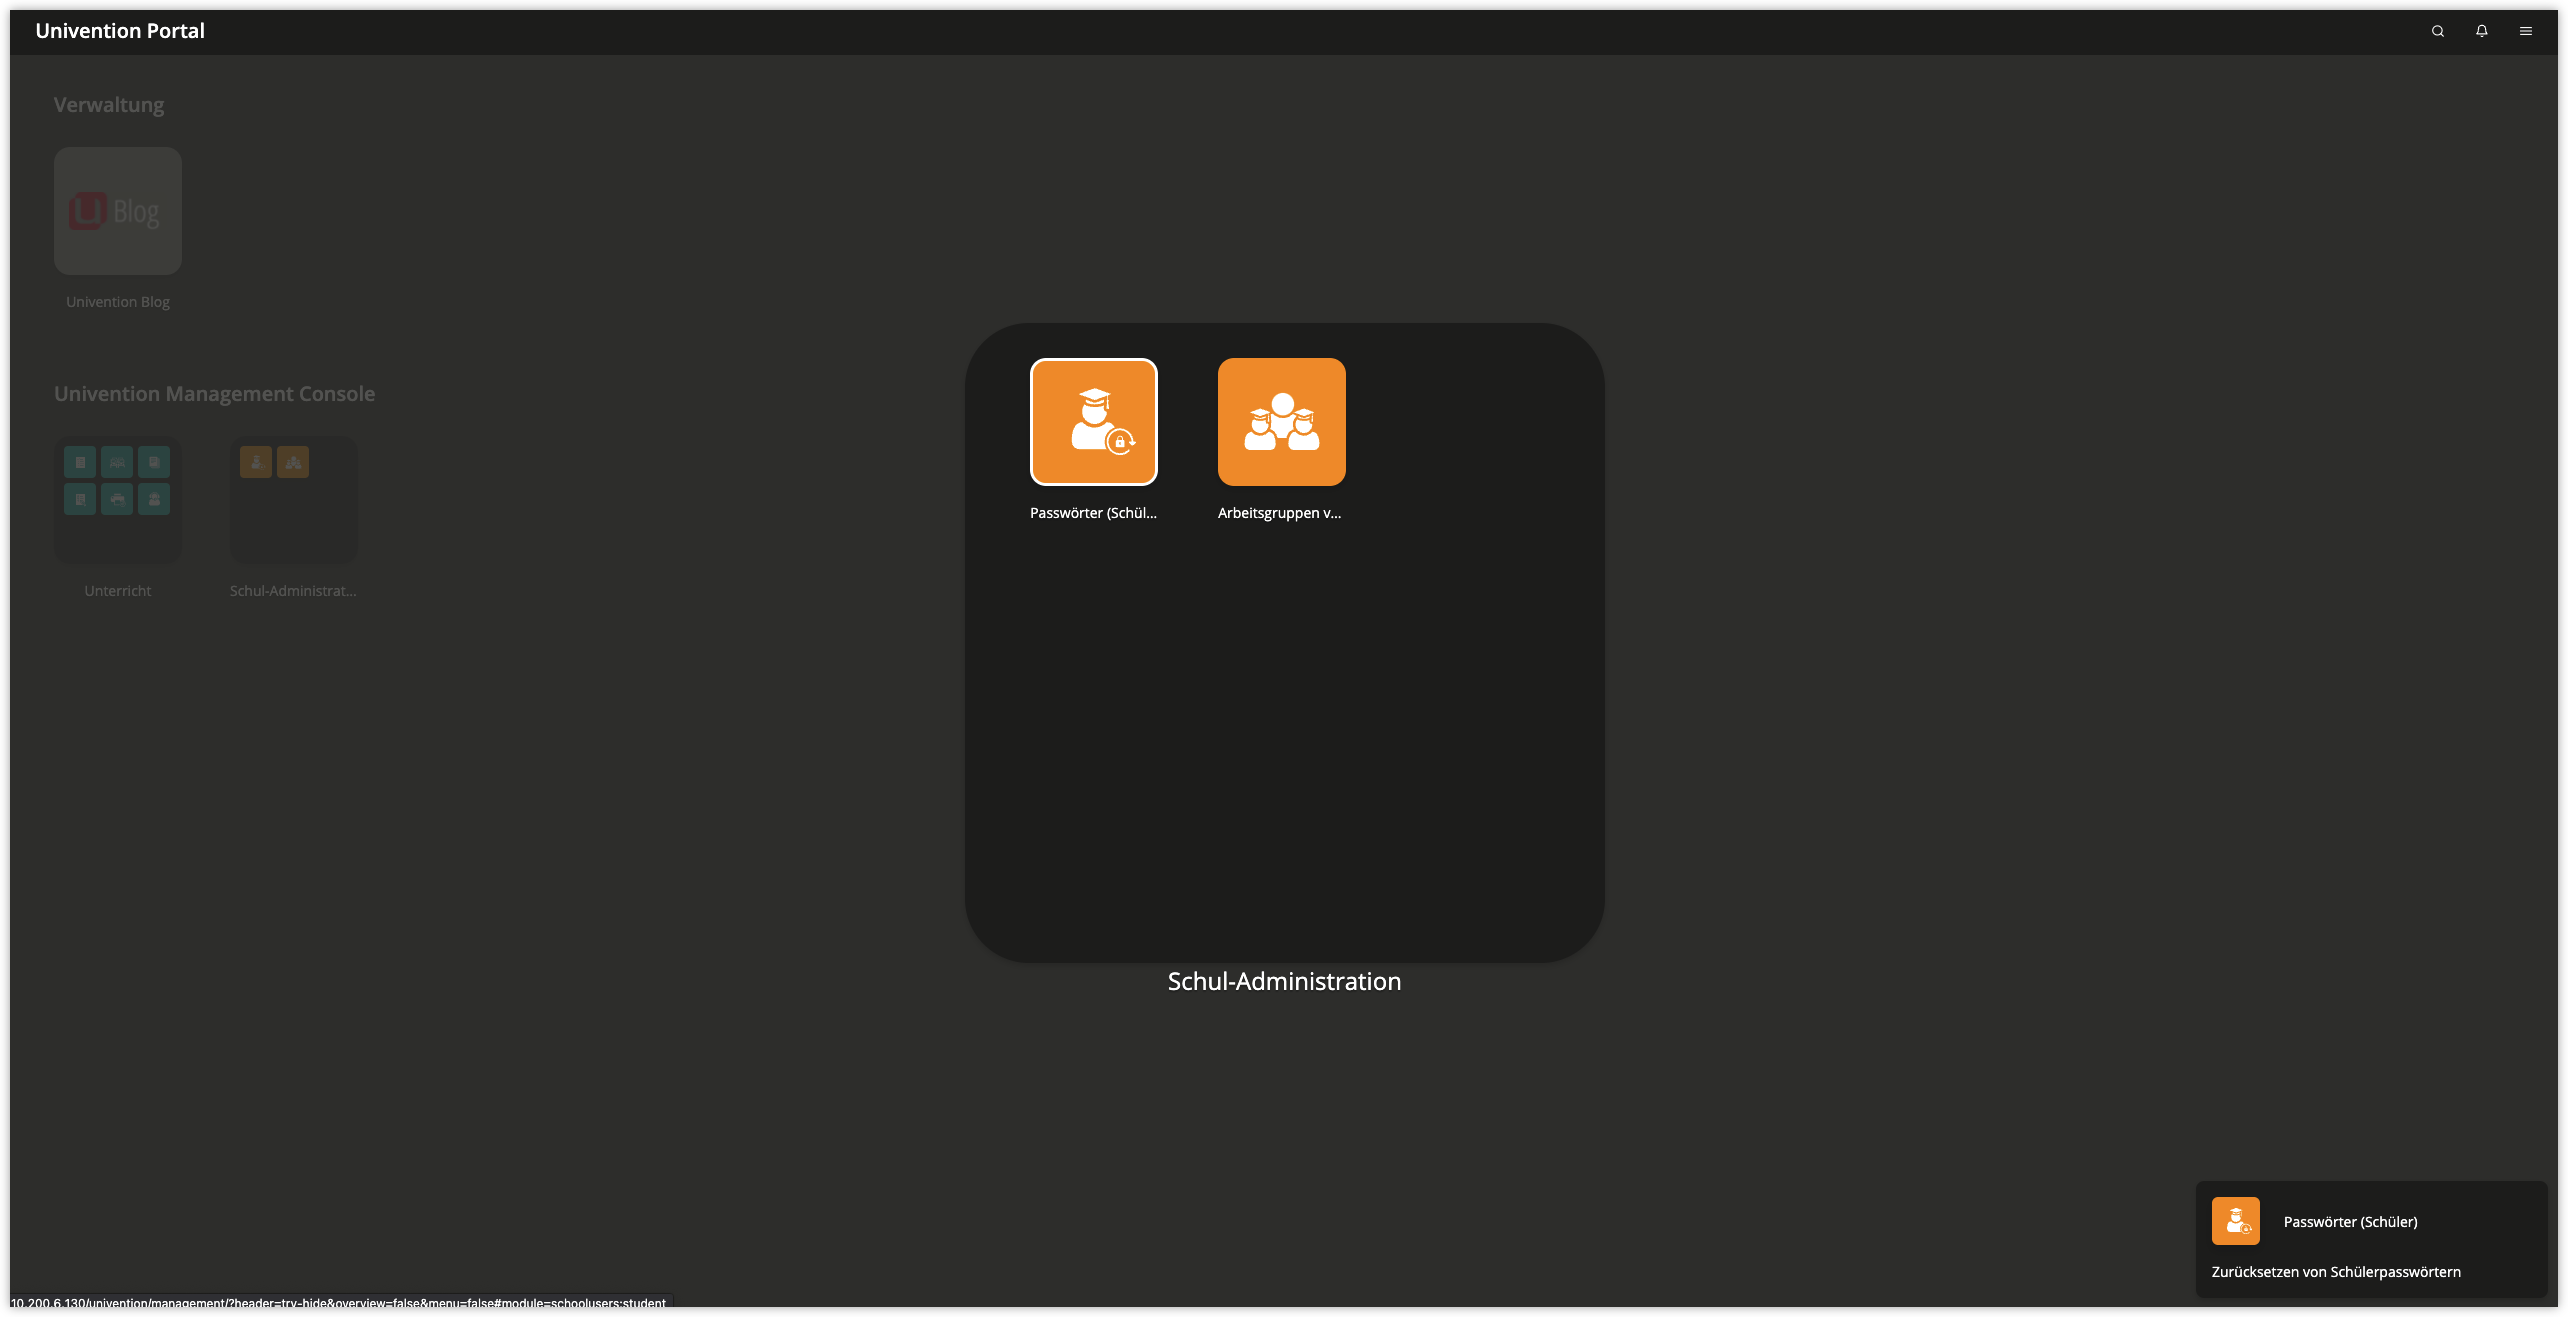 Univention Portal
Verwaltung
Blog
Univention Blog
Univention Management Console
Unterricht
Schul-Administrat...
Passwörter (Schül...
Arbeitsgruppen v...
Schul-Administration
Passwörter (Schüler)
Zurücksetzen von Schülerpasswörtern
10.200.6.130/univention/management/?header=try-hide&overview=false&menu=false#module=schoolusers:student